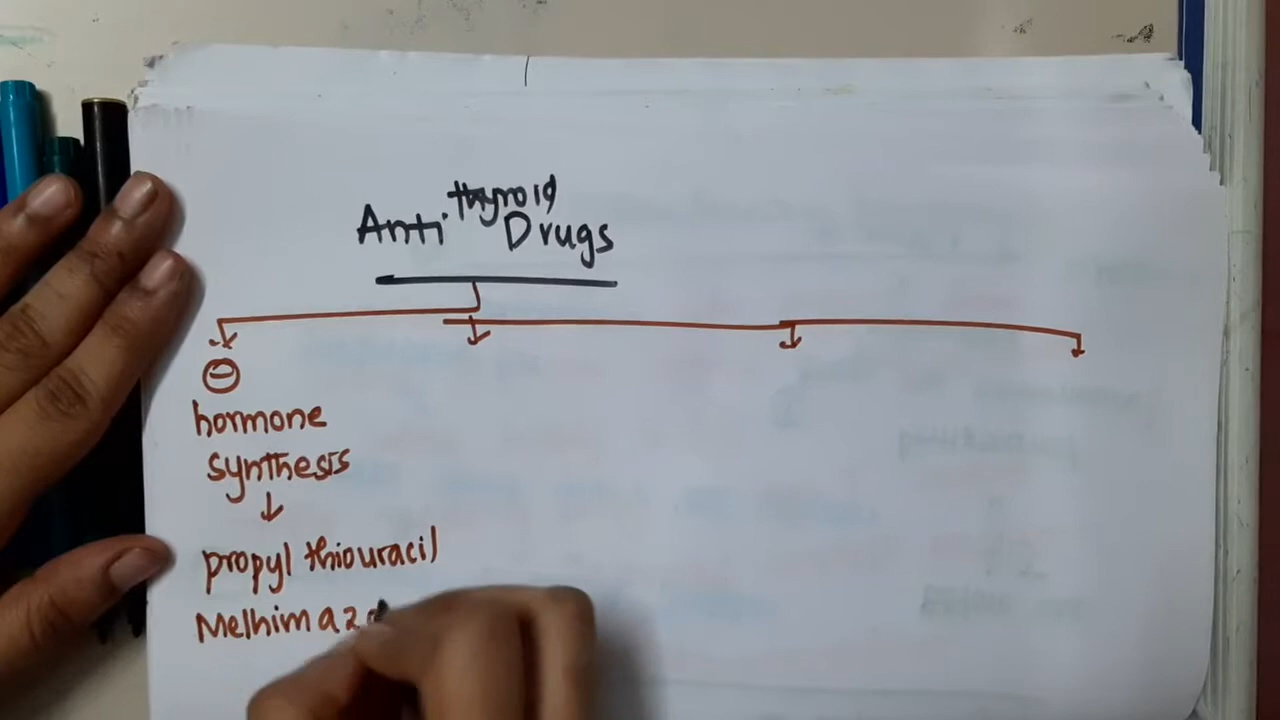 Anti thyroid Drugs
⊖
hormone
synthesis
propyl thiouracil